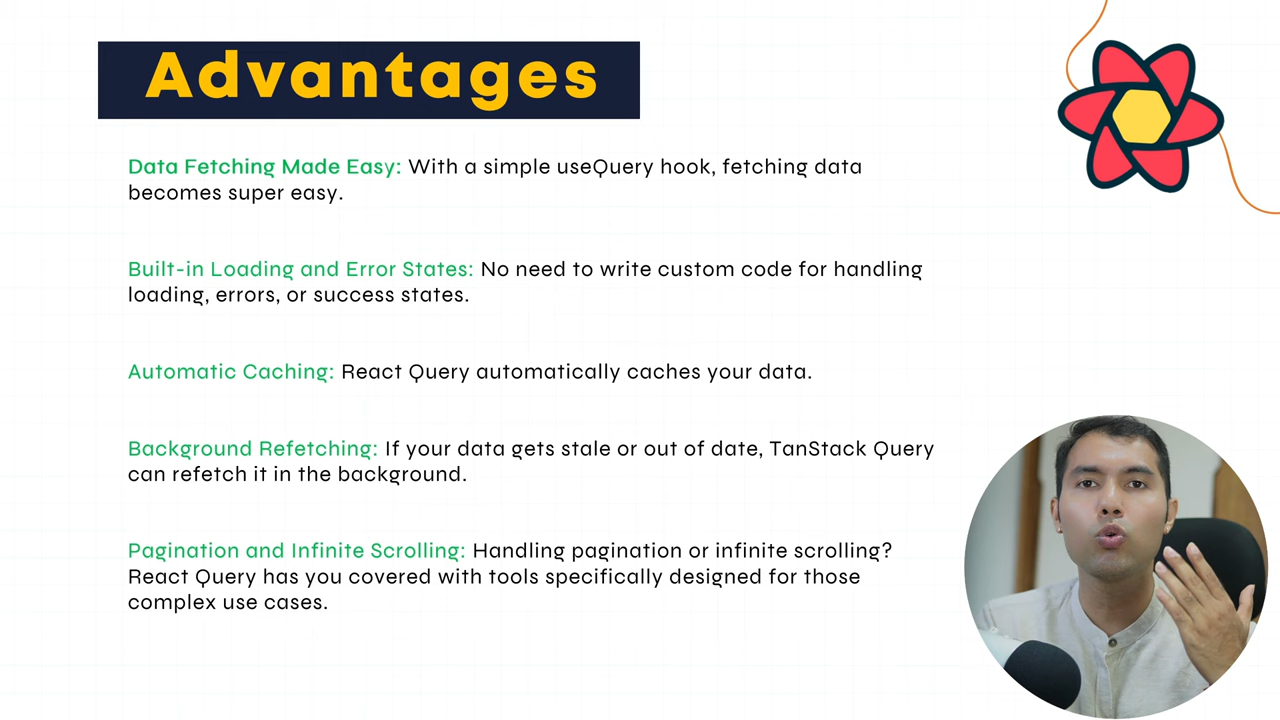 Advantages
Data Fetching Made Easy: With a simple useQuery hook, fetching data
becomes super easy.
Built-in Loading and Error States: No need to write custom code for handling
loading, errors, or success states.
Automatic Caching: React Query automatically caches your data.
Background Refetching: If your data gets stale or out of date, TanStack Query
can refetch it in the background.
Pagination and Infinite Scrolling: Handling pagination or infinite scrolling?
React Query has you covered with tools specifically designed for those
complex use cases.